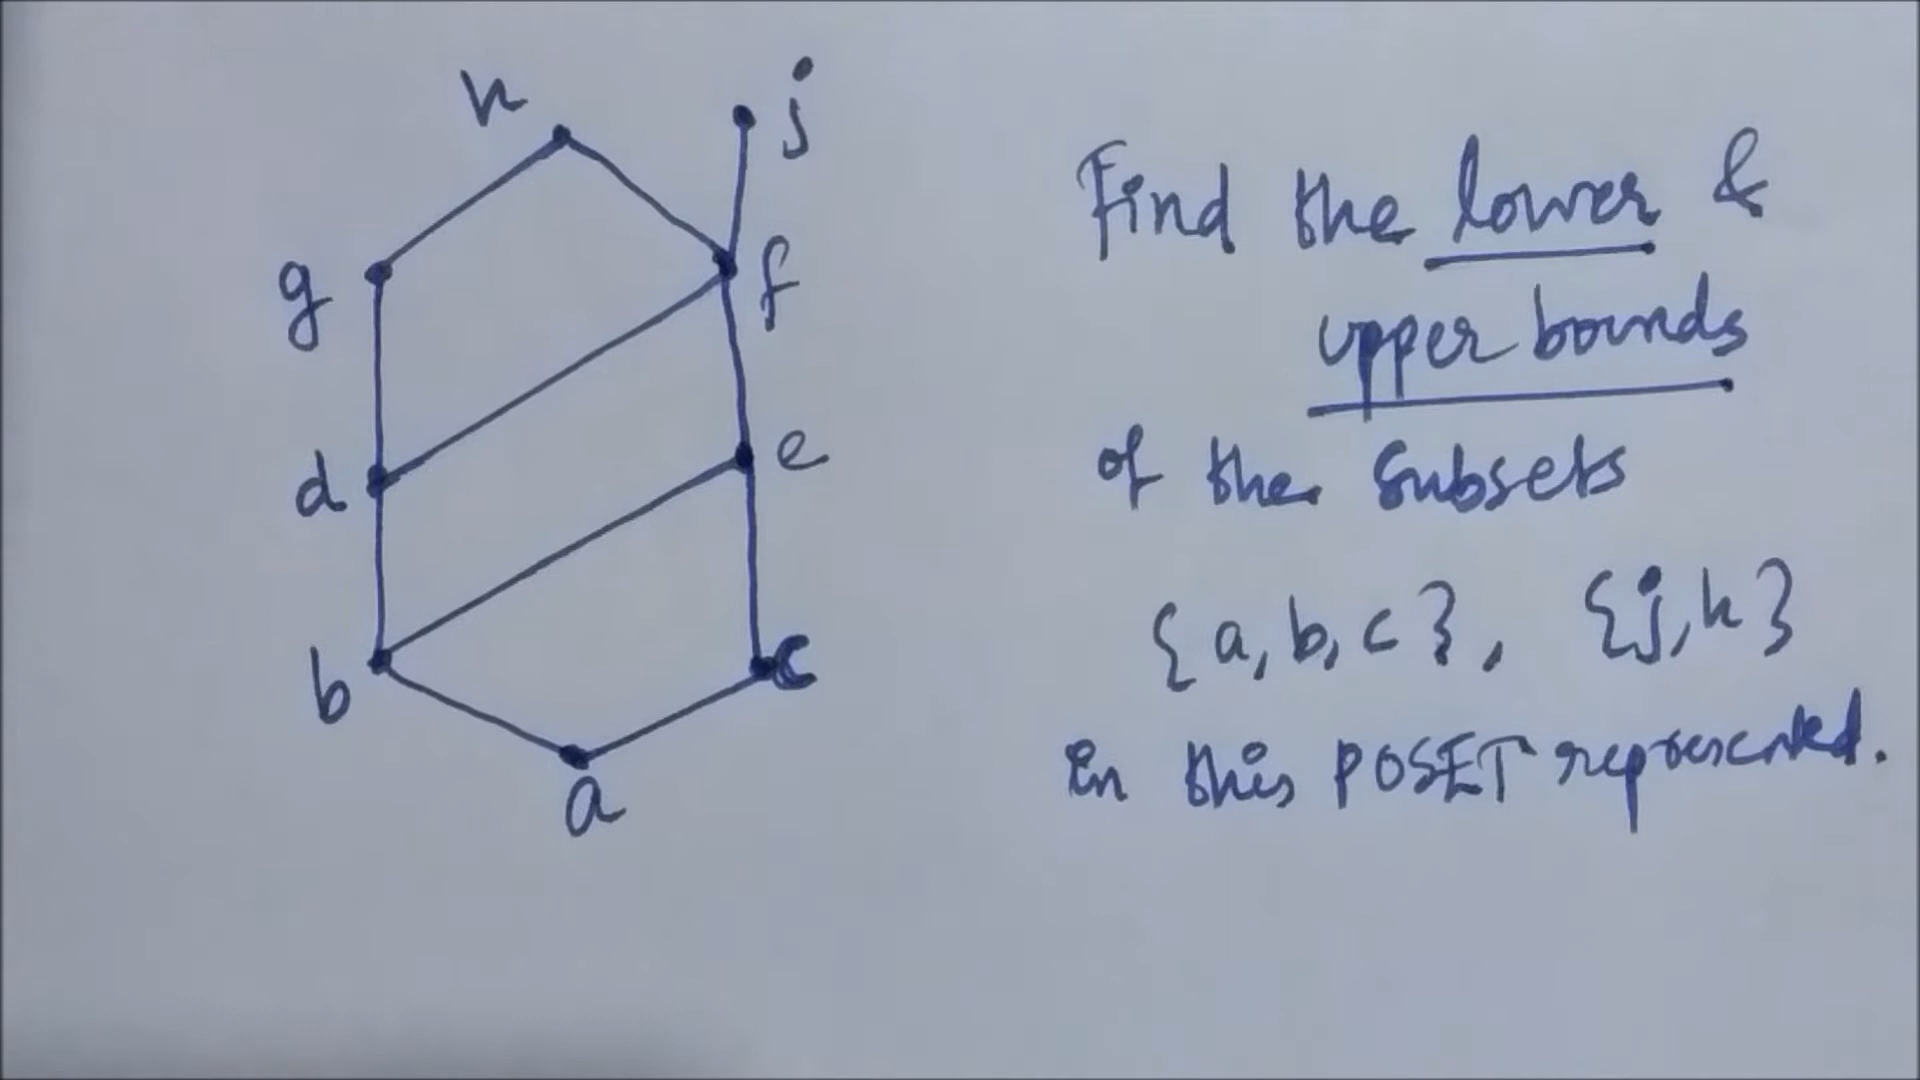 h
j
g
f
d
e
b
c
a
Find the lower &
upper bounds
of the subsets
{a, b, c}, {j, h}
in this POSET represented.